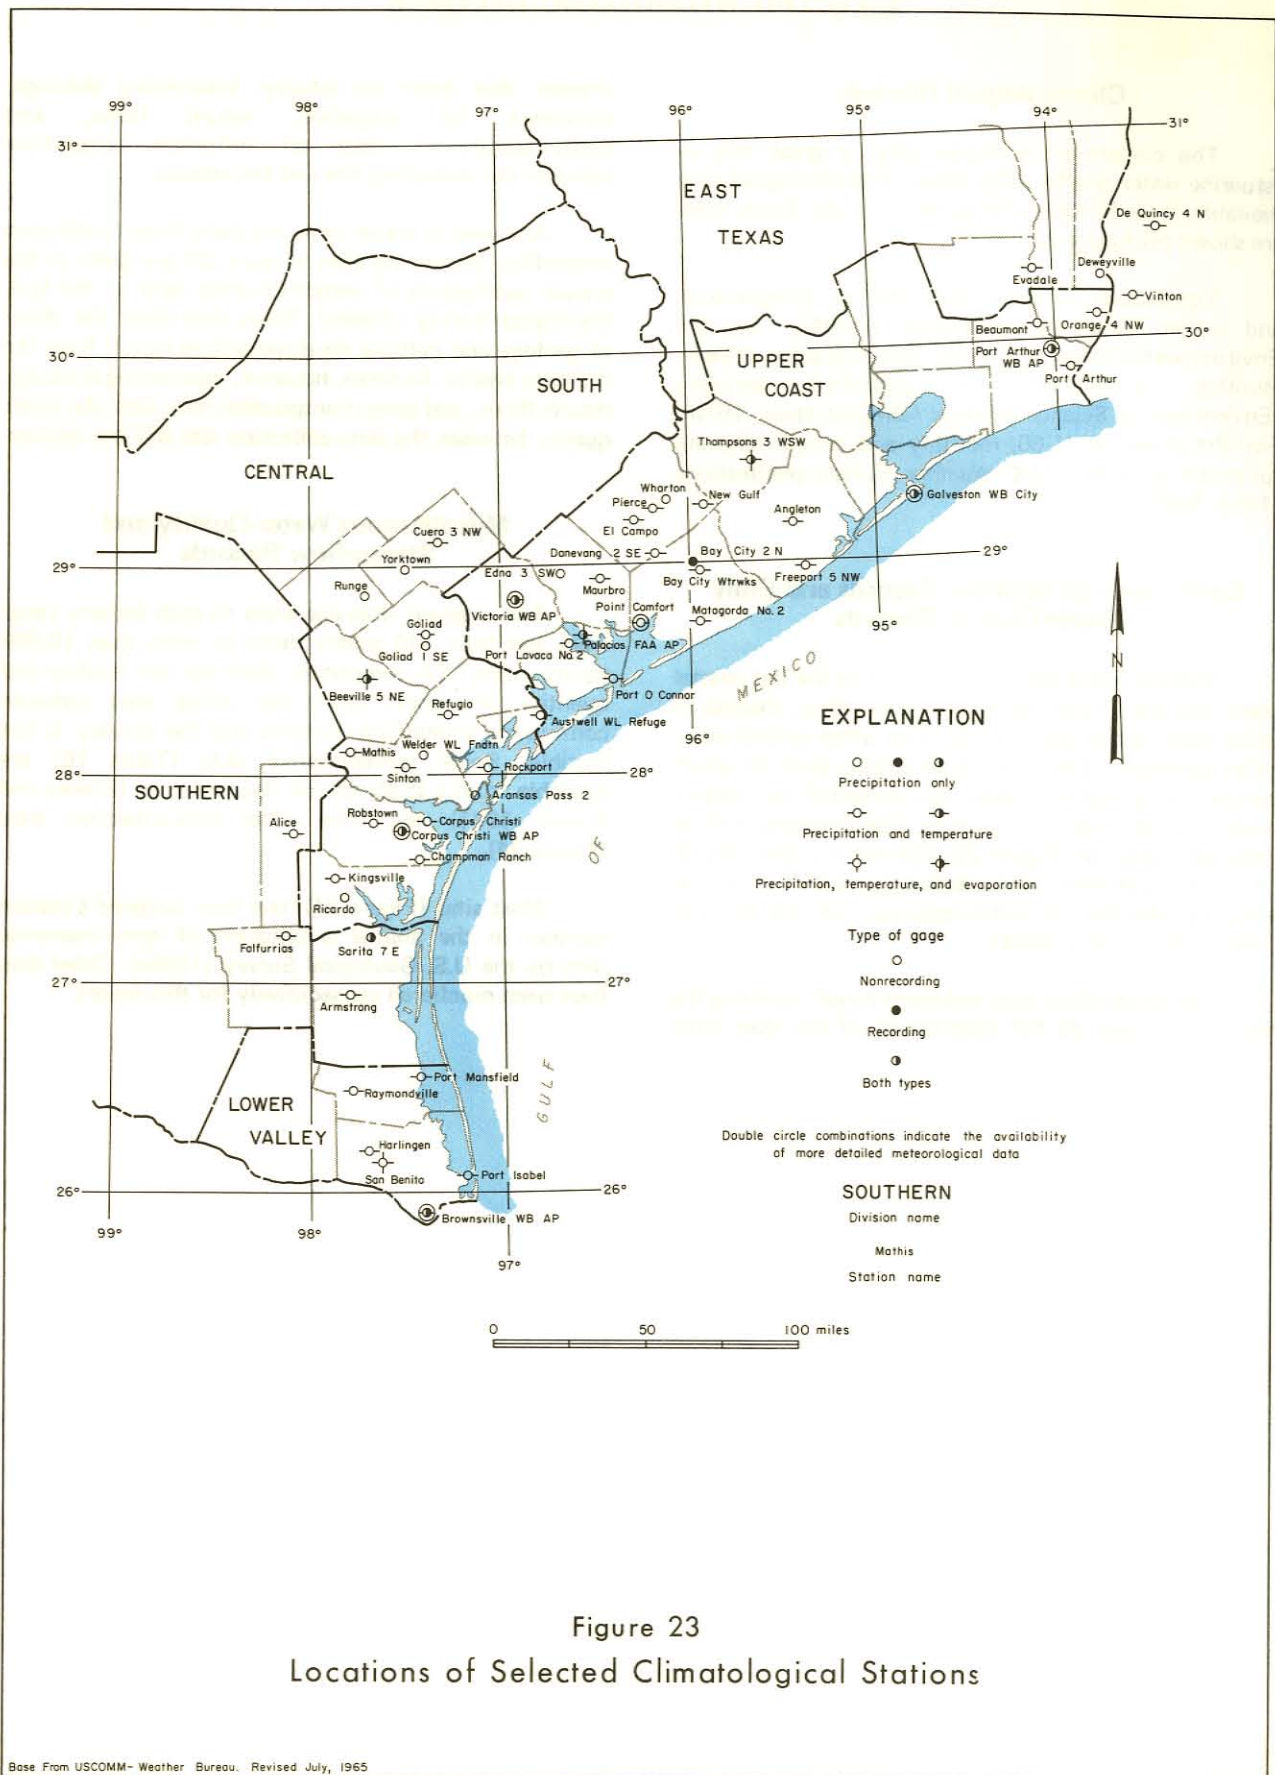 99°
98°
97°
96°
95°
94°
31°
31°
EAST
TEXAS
De Quincy 4 N
Deweyville
Evadale
Vinton
Beaumont
Orange 4 NW
30°
Port Arthur
WB AP
Port Arthur
30°
UPPER
COAST
SOUTH
CENTRAL
Thompsons 3 WSW
Wharton
New Gulf
Pierce
El Campo
Angleton
Galveston WB City
Cuero 3 NW
Yorktown
Danevang 2 SE
Bay City 2 N
29°
29°
Edna 3 SW
Maurbro
Bay City Wtrwks
Freeport 5 NW
Runge
Point Comfort
Matagorda No. 2
Victoria WB AP
95°
Goliad
Goliad 1 SE
Port Lavaca No. 2
Palacios FAA AP
Beeville 5 NE
Port O Connor
Refugio
Austwell WL Refuge
MEXICO
96°
Mathis
Welder WL Fndtn
Sinton
Rockport
28°
28°
SOUTHERN
Aransas Pass 2
Alice
Robstown
Corpus Christi
Corpus Christi WB AP
OF
Champman Ranch
Kingsville
Ricardo
Falfurrias
Sarita 7 E
27°
27°
Armstrong
GULF
Port Mansfield
Raymondville
LOWER
VALLEY
Harlingen
San Benito
Port Isabel
26°
26°
Brownsville WB AP
99°
98°
97°
N
EXPLANATION
Precipitation only
Precipitation and temperature
Precipitation, temperature, and evaporation
Type of gage
Nonrecording
Recording
Both types
Double circle combinations indicate the availability
of more detailed meteorological data
SOUTHERN
Division name
Mathis
Station name
0 50 100 miles
Figure 23
Locations of Selected Climatological Stations
Base From USCOMM- Weather Bureau. Revised July, 1965